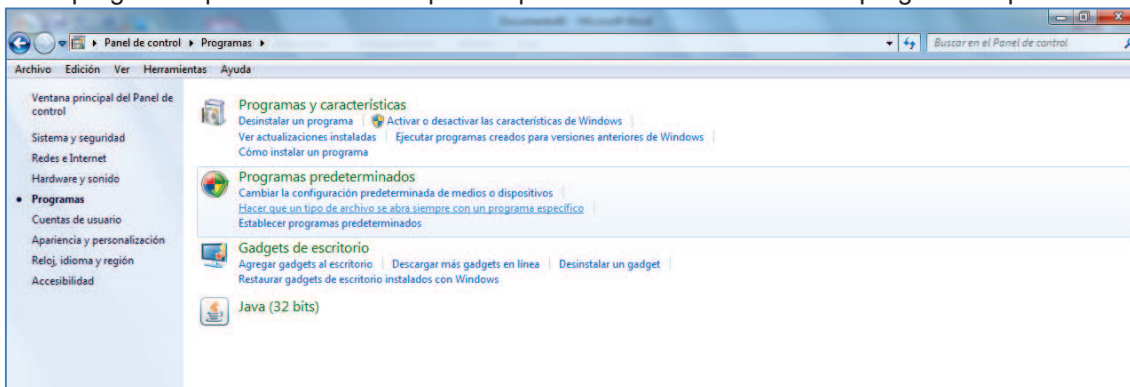 Panel de control ▸ Programas ▸
Buscar en el Panel de control
Archivo Edición Ver Herramientas Ayuda
Ventana principal del Panel de
control
Sistema y seguridad
Redes e Internet
Hardware y sonido
Programas
Cuentas de usuario
Apariencia y personalización
Reloj, idioma y región
Accesibilidad
Programas y características
Desinstalar un programa Activar o desactivar las características de Windows
Ver actualizaciones instaladas Ejecutar programas creados para versiones anteriores de Windows
Cómo instalar un programa
Programas predeterminados
Cambiar la configuración predeterminada de medios o dispositivos
Hacer que un tipo de archivo se abra siempre con un programa específico
Establecer programas predeterminados
Gadgets de escritorio
Agregar gadgets al escritorio Descargar más gadgets en línea Desinstalar un gadget
Restaurar gadgets de escritorio instalados con Windows
Java (32 bits)